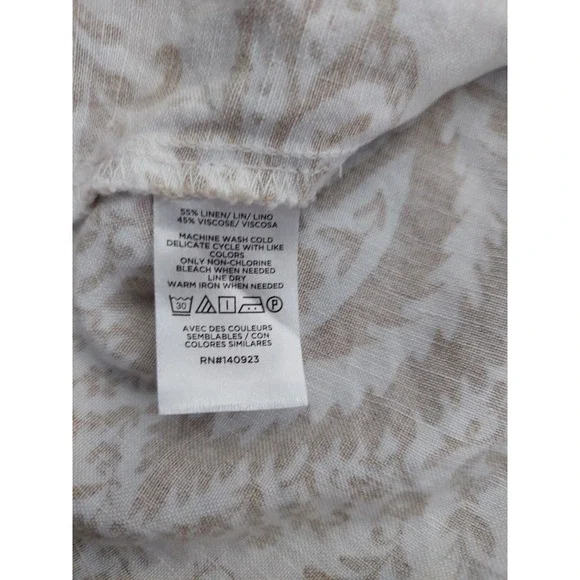 55% LINEN/ LIN/ LINO
45% VISCOSE/ VISCOSA
MACHINE WASH COLD
DELICATE CYCLE WITH LIKE
COLORS
ONLY NON-CHLORINE
BLEACH WHEN NEEDED
LINE DRY
WARM IRON WHEN NEEDED
30 P
AVEC DES COULEURS
SEMBLABLES / CON
COLORES SIMILARES
RN#140923